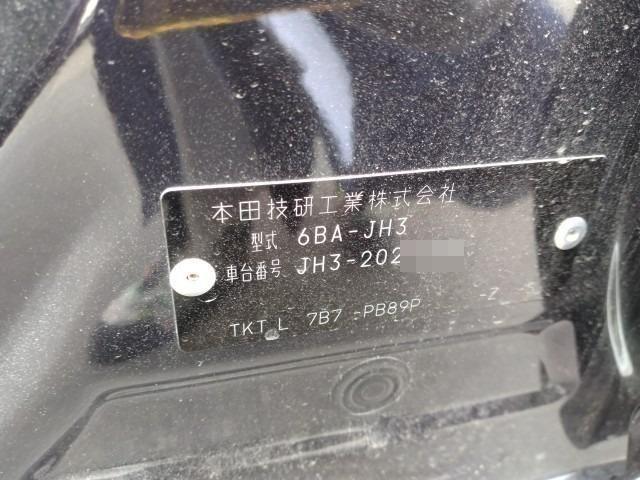 本田技研工業株式会社
型式 6BA-JH3
車台番号 JH3-202
TKT L 7B7 -PB89P -Z